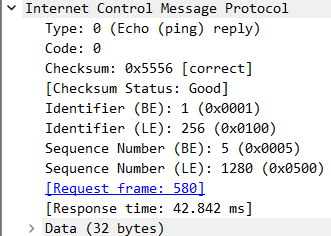 Internet Control Message Protocol
Type: 0 (Echo (ping) reply)
Code: 0
Checksum: 0x5556 [correct]
[Checksum Status: Good]
Identifier (BE): 1 (0x0001)
Identifier (LE): 256 (0x0100)
Sequence Number (BE): 5 (0x0005)
Sequence Number (LE): 1280 (0x0500)
[Request frame: 580]
[Response time: 42.842 ms]
Data (32 bytes)